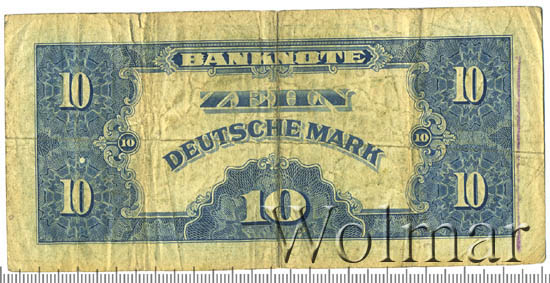 BANKNOTE
10 ZEHN 10
DEUTSCHE MARK
10 10
10 10 10
Wolmar